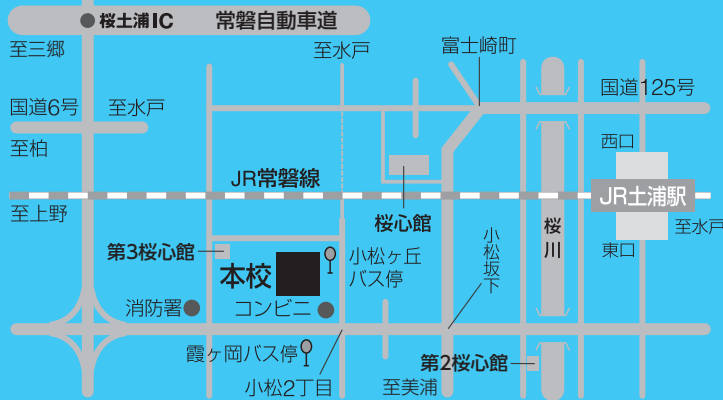 桜土浦IC
常磐自動車道
至三郷
至水戸
富士崎町
国道6号
至水戸
国道125号
至柏
西口
JR常磐線
JR土浦駅
至上野
桜心館
至水戸
桜川
小松坂下
東口
第3桜心館
本校
小松ヶ丘
バス停
消防署
コンビニ
霞ヶ岡バス停
第2桜心館
小松2丁目
至美浦